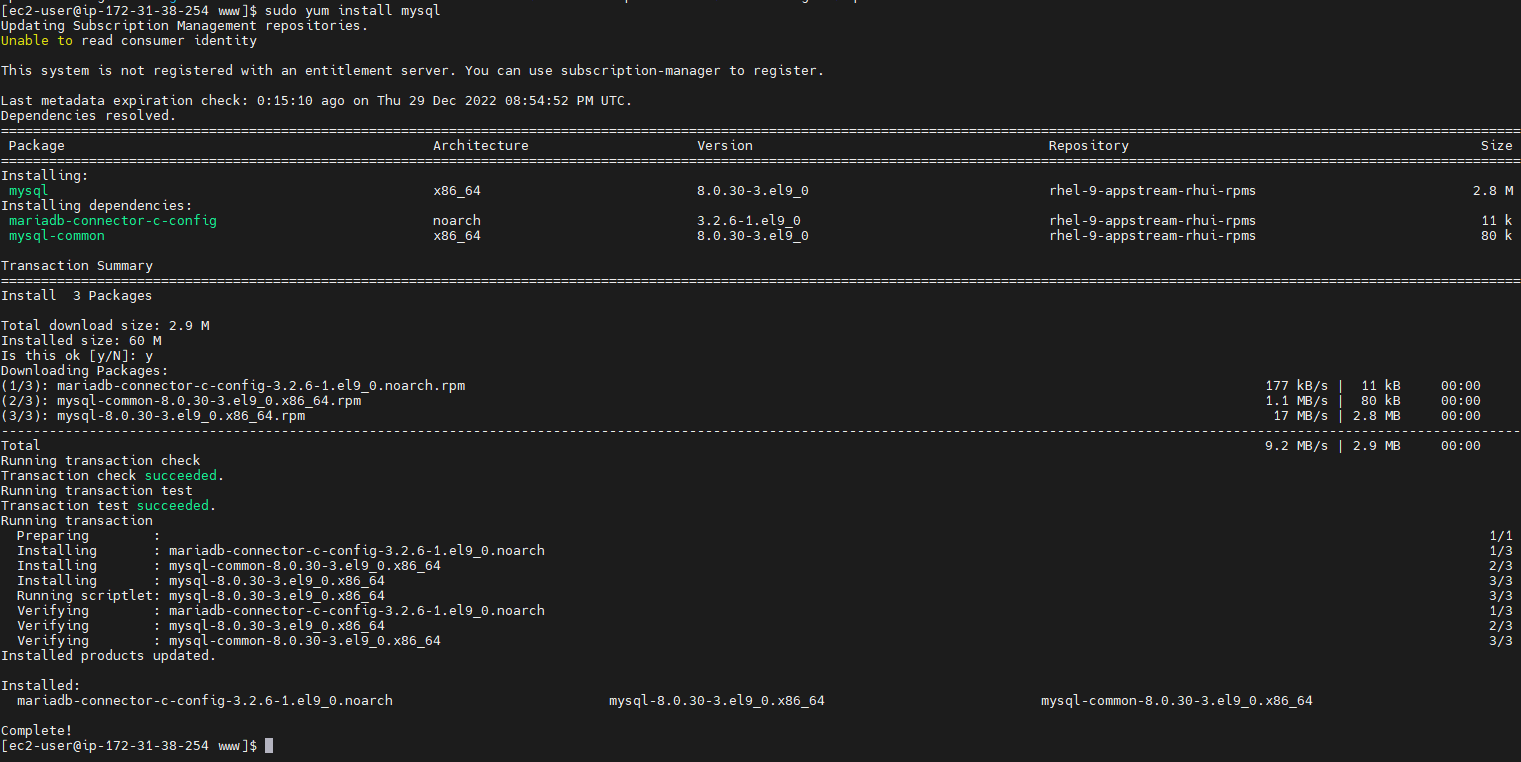 [ec2-user@ip-172-31-38-254 www]$ sudo yum install mysql
Updating Subscription Management repositories.
Unable to read consumer identity
This system is not registered with an entitlement server. You can use subscription-manager to register.
Last metadata expiration check: 0:15:10 ago on Thu 29 Dec 2022 08:54:52 PM UTC.
Dependencies resolved.
Package Architecture Version Repository Size
Installing:
mysql x86_64 8.0.30-3.el9_0 rhel-9-appstream-rhui-rpms 2.8 M
Installing dependencies:
mariadb-connector-c-config noarch 3.2.6-1.el9_0 rhel-9-appstream-rhui-rpms 11 k
mysql-common x86_64 8.0.30-3.el9_0 rhel-9-appstream-rhui-rpms 80 k
Transaction Summary
Install 3 Packages
Total download size: 2.9 M
Installed size: 60 M
Is this ok [y/N]: y
Downloading Packages:
(1/3): mariadb-connector-c-config-3.2.6-1.el9_0.noarch.rpm 177 kB/s | 11 kB 00:00
(2/3): mysql-common-8.0.30-3.el9_0.x86_64.rpm 1.1 MB/s | 80 kB 00:00
(3/3): mysql-8.0.30-3.el9_0.x86_64.rpm 17 MB/s | 2.8 MB 00:00
Total 9.2 MB/s | 2.9 MB 00:00
Running transaction check
Transaction check succeeded.
Running transaction test
Transaction test succeeded.
Running transaction
Preparing : 1/1
Installing : mariadb-connector-c-config-3.2.6-1.el9_0.noarch 1/3
Installing : mysql-common-8.0.30-3.el9_0.x86_64 2/3
Installing : mysql-8.0.30-3.el9_0.x86_64 3/3
Running scriptlet: mysql-8.0.30-3.el9_0.x86_64 3/3
Verifying : mariadb-connector-c-config-3.2.6-1.el9_0.noarch 1/3
Verifying : mysql-8.0.30-3.el9_0.x86_64 2/3
Verifying : mysql-common-8.0.30-3.el9_0.x86_64 3/3
Installed products updated.
Installed:
mariadb-connector-c-config-3.2.6-1.el9_0.noarch mysql-8.0.30-3.el9_0.x86_64 mysql-common-8.0.30-3.el9_0.x86_64
Complete!
[ec2-user@ip-172-31-38-254 www]$